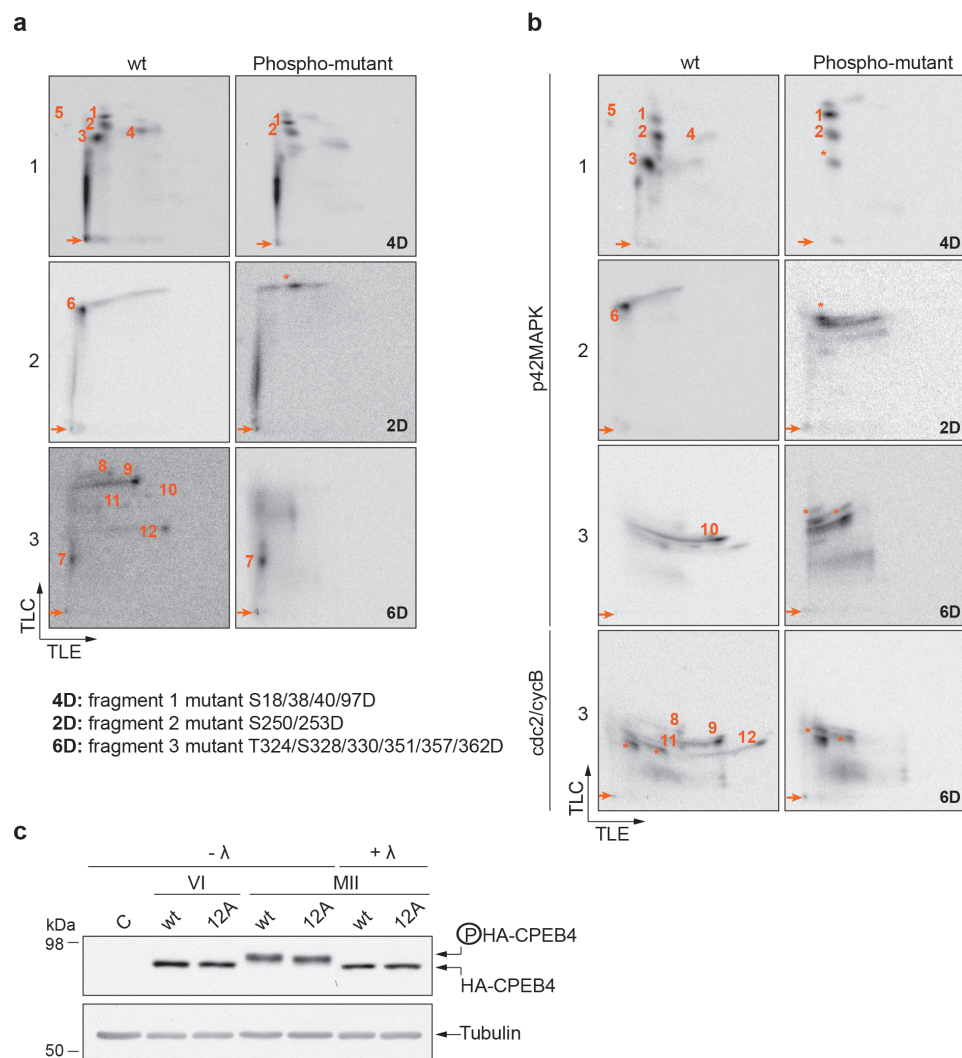 a
wt
Phospho-mutant
1
5
1
2
3
4
1
2
4D
2
6
*
2D
3
8
9
10
11
12
7
7
6D
TLC
TLE
4D: fragment 1 mutant S18/38/40/97D
2D: fragment 2 mutant S250/253D
6D: fragment 3 mutant T324/S328/330/351/357/362D
b
wt
Phospho-mutant
p42MAPK
1
5
1
2
3
4
1
2
*
4D
2
6
*
2D
3
10
* *
6D
cdc2/cycB
3
8
9
11
12
* *
* *
6D
TLC
TLE
c
- λ
+ λ
VI
MII
kDa
C
wt
12A
wt
12A
wt
12A
98
P HA-CPEB4
HA-CPEB4
Tubulin
50